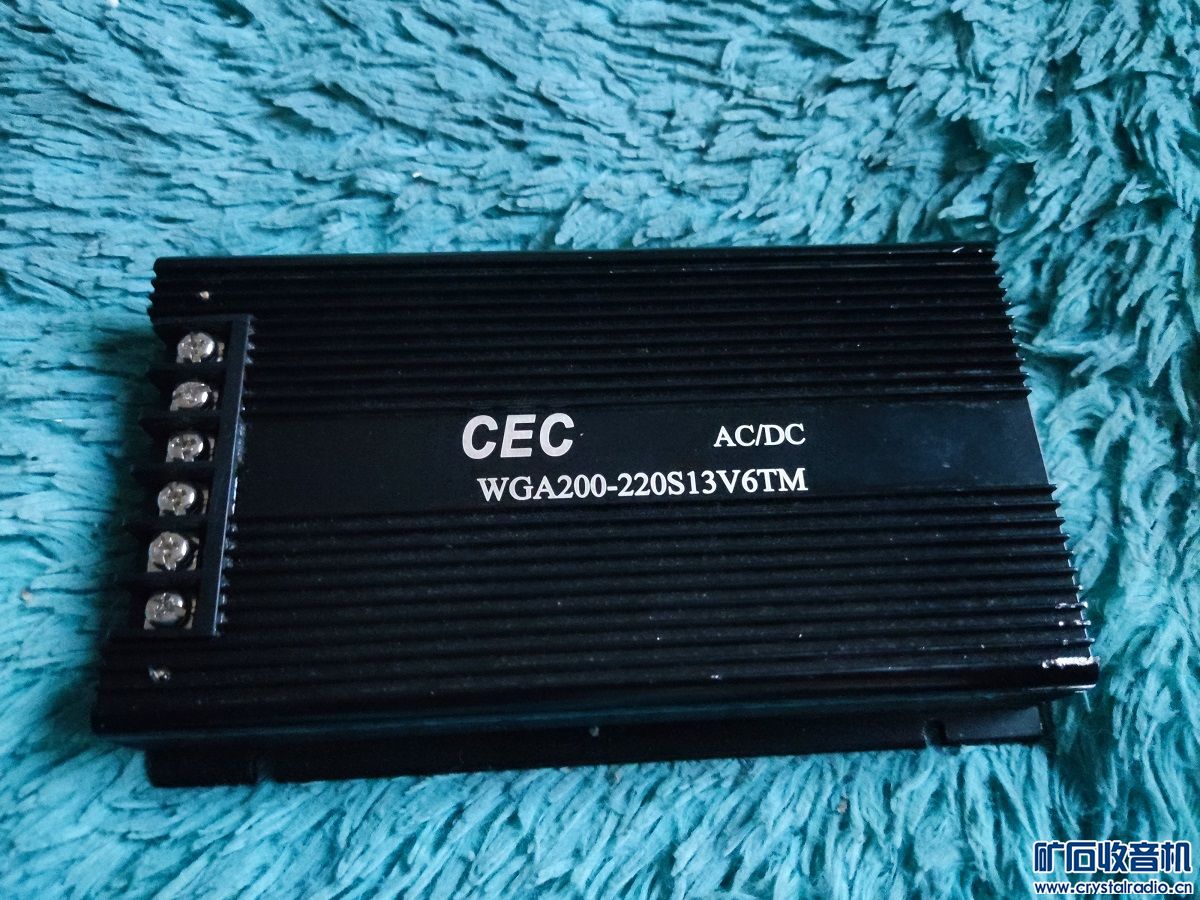 CEC AC/DC
WGA200-220S13V6TM
矿石收音机
www.crystalradio.cn